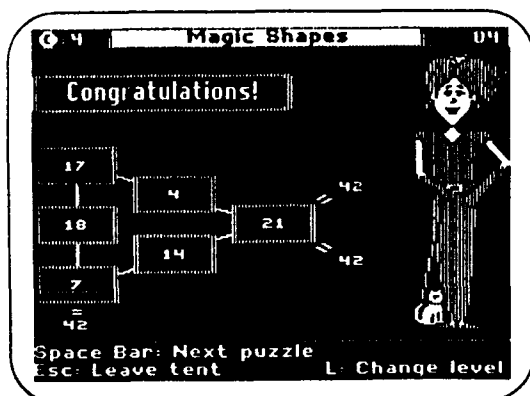 C: 4 Magic Shapes 04
Congratulations!
17
4
42
18
21
14
42
7
=
42
Space Bar: Next puzzle
Esc: Leave tent L: Change level